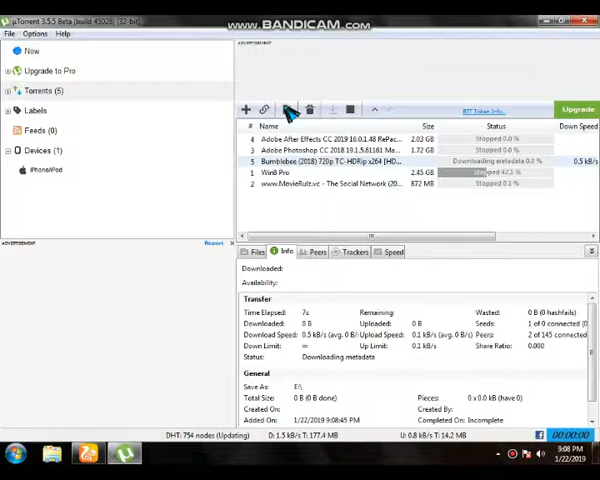 µTorrent 3.5.5 Beta (build 45028) [32-bit]
www.BANDICAM.com
File Options Help
Now
Upgrade to Pro
Torrents (5)
Labels
Feeds (0)
Devices (1)
iPhone/iPod
ADVERTISEMENT
BTT Token Info...
Upgrade
# Name Size Status Down Speed
4 Adobe After Effects CC 2019 16.0.1.48 RePac... 2.03 GB Stopped 0.0 %
3 Adobe Photoshop CC 2018 19.1.5.61161 Ma... 1.72 GB Stopped 0.0 %
5 Bumblebee (2018) 720p TC-HDRip x264 [HD... Downloading metadata 0.0 % 0.5 kB/s
1 Win8 Pro 2.45 GB Stopped 47.1 %
2 www.MovieRulz.vc - The Social Network (20... 872 MB Stopped 0.1 %
ADVERTISEMENT Report x
Files Info Peers Trackers Speed
Downloaded:
Availability:
Transfer
Time Elapsed: 7s Remaining: Wasted: 0 B (0 hashfails)
Downloaded: 0 B Uploaded: 0 B Seeds: 1 of 0 connected
Download Speed: 0.5 kB/s (avg. 0 B/ Upload Speed: 0.1 kB/s (avg. 0 B/s) Peers: 2 of 145 connected
Down Limit: ∞ Up Limit: 0.1 kB/s Share Ratio: 0.000
Status: Downloading metadata
General
Save As: E:\
Total Size: 0 B (0 B done) Pieces: 0 x 0.0 kB (have 0)
Created On: Created By:
Added On: 1/22/2019 9:08:45 PM Completed On: Incomplete
DHT: 754 nodes (Updating) D: 1.5 kB/s T: 177.4 MB U: 0.8 kB/s T: 14.2 MB 00:00:00
9:08 PM
1/22/2019